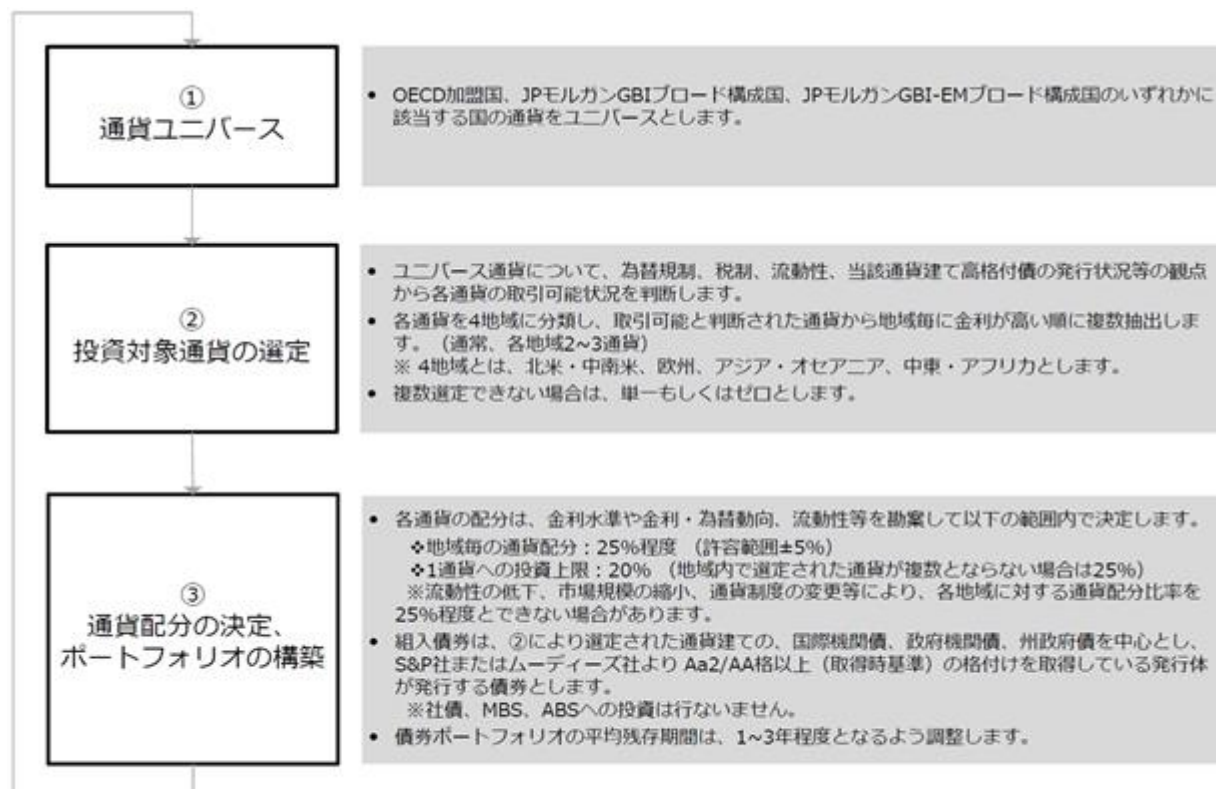 ①
通貨ユニバース
• OECD加盟国、JPモルガンGBIブロード構成国、JPモルガンGBI-EMブロード構成国のいずれかに
該当する国の通貨をユニバースとします。
②
投資対象通貨の選定
• ユニバース通貨について、為替規制、税制、流動性、当該通貨建て高格付債の発行状況等の観点
から各通貨の取引可能状況を判断します。
• 各通貨を4地域に分類し、取引可能と判断された通貨から地域毎に金利が高い順に複数抽出しま
す。（通常、各地域2~3通貨）
※ 4地域とは、北米・中南米、欧州、アジア・オセアニア、中東・アフリカとします。
• 複数選定できない場合は、単一もしくはゼロとします。
③
通貨配分の決定、
ポートフォリオの構築
• 各通貨の配分は、金利水準や金利・為替動向、流動性等を勘案して以下の範囲内で決定します。
❖地域毎の通貨配分：25%程度 （許容範囲±5%）
❖1通貨への投資上限：20% （地域内で選定された通貨が複数とならない場合は25%）
※流動性の低下、市場規模の縮小、通貨制度の変更等により、各地域に対する通貨配分比率を
25%程度とできない場合があります。
• 組入債券は、②により選定された通貨建ての、国際機関債、政府機関債、州政府債を中心とし、
S&P社またはムーディーズ社より Aa2/AA格以上（取得時基準）の格付けを取得している発行体
が発行する債券とします。
※社債、MBS、ABSへの投資は行ないません。
• 債券ポートフォリオの平均残存期間は、1~3年程度となるよう調整します。